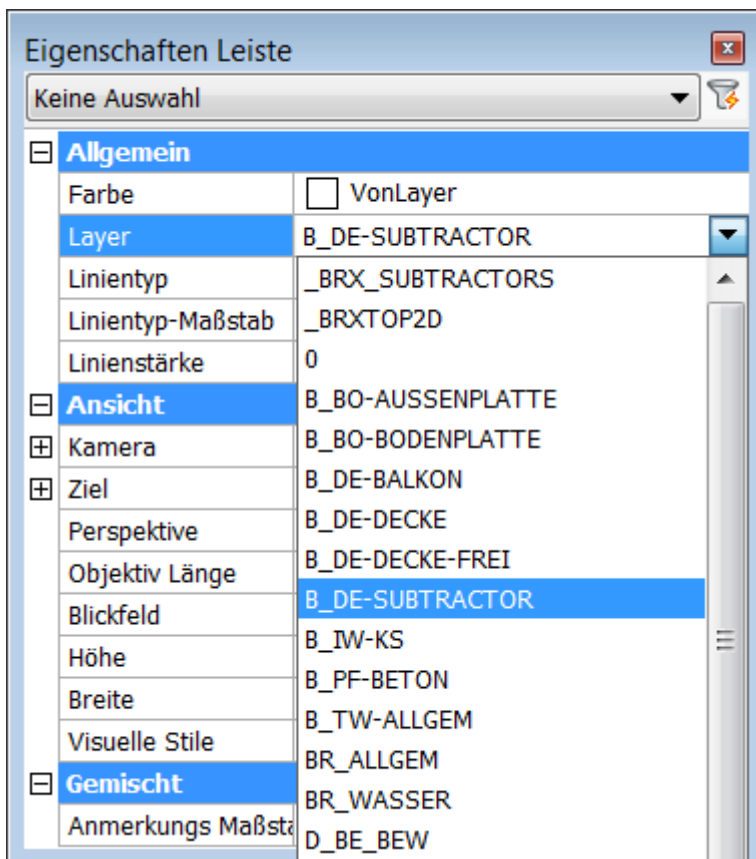 Eigenschaften Leiste
Keine Auswahl
Allgemein
Farbe VonLayer
Layer B_DE-SUBTRACTOR
Linientyp _BRX_SUBTRACTORS
Linientyp-Maßstab _BRXTOP2D
Linienstärke 0
Ansicht B_BO-AUSSENPLATTE
Kamera B_BO-BODENPLATTE
Ziel B_DE-BALKON
Perspektive B_DE-DECKE
Objektiv Länge B_DE-DECKE-FREI
Blickfeld B_DE-SUBTRACTOR
Höhe B_IW-KS
Breite B_PF-BETON
Visuelle Stile B_TW-ALLGEM
Gemischt BR_ALLGEM
BR_WASSER
Anmerkungs Maßsta D_BE_BEW